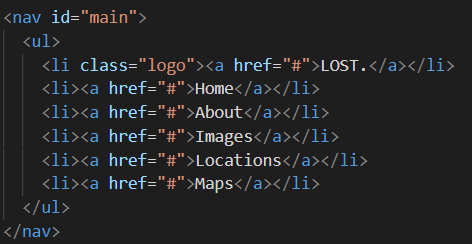 <nav id="main">
<ul>
<li class="logo"><a href="#">LOST.</a></li>
<li><a href="#">Home</a></li>
<li><a href="#">About</a></li>
<li><a href="#">Images</a></li>
<li><a href="#">Locations</a></li>
<li><a href="#">Maps</a></li>
</ul>
</nav>